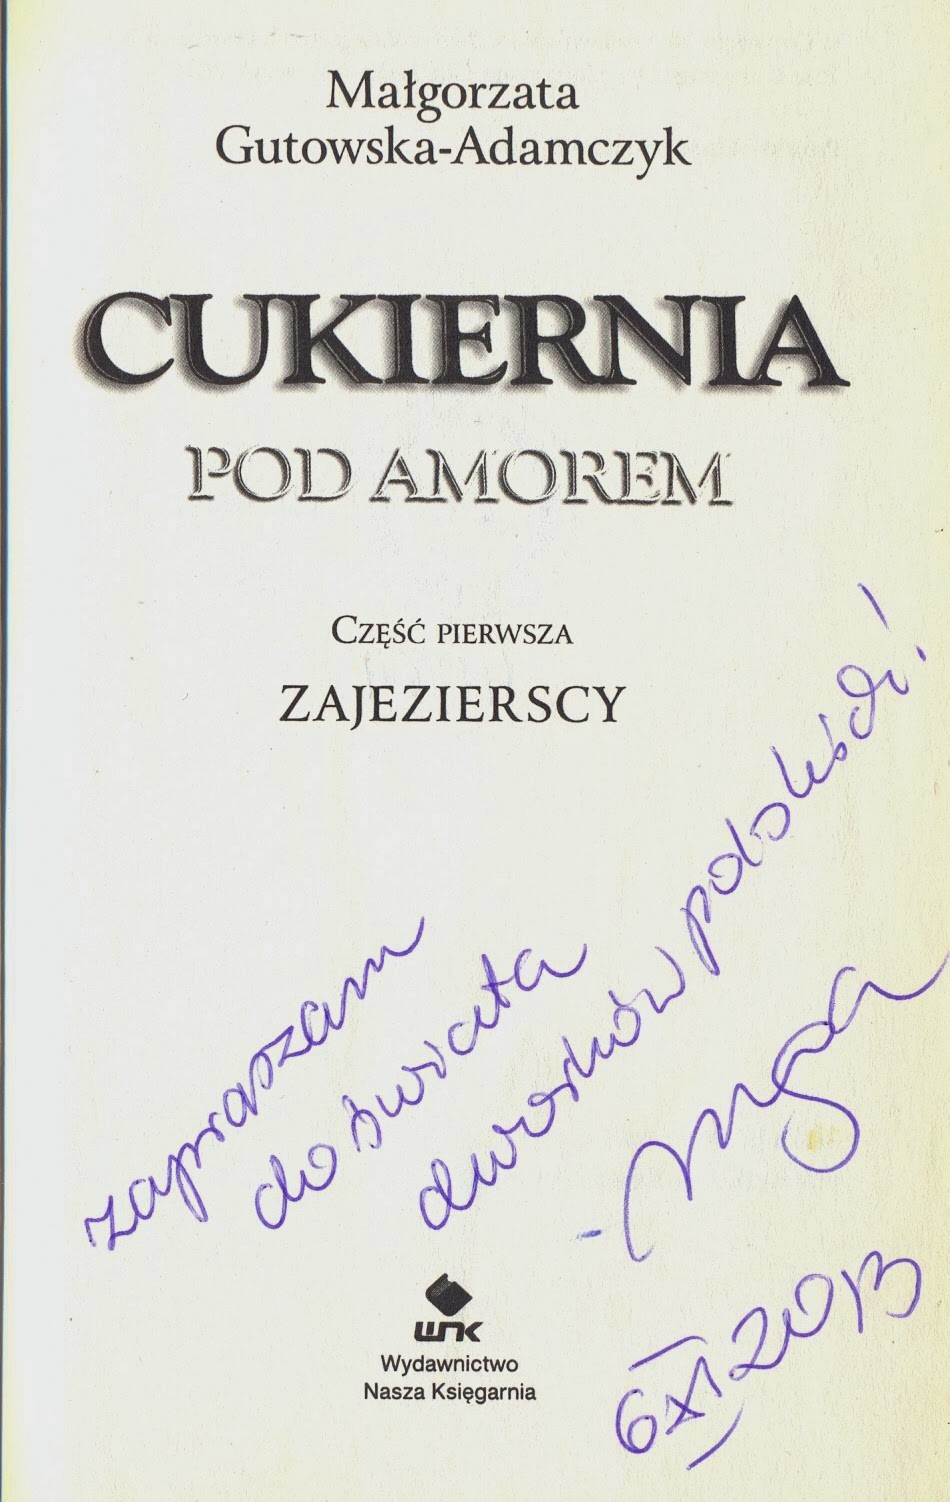 Małgorzata
Gutowska-Adamczyk
CUKIERNIA
POD AMOREM
CZĘŚĆ PIERWSZA
ZAJEZIERSCY
zapraszam
do świata
dworków polskich!
6 XI 2013
WNK
Wydawnictwo
Nasza Księgarnia